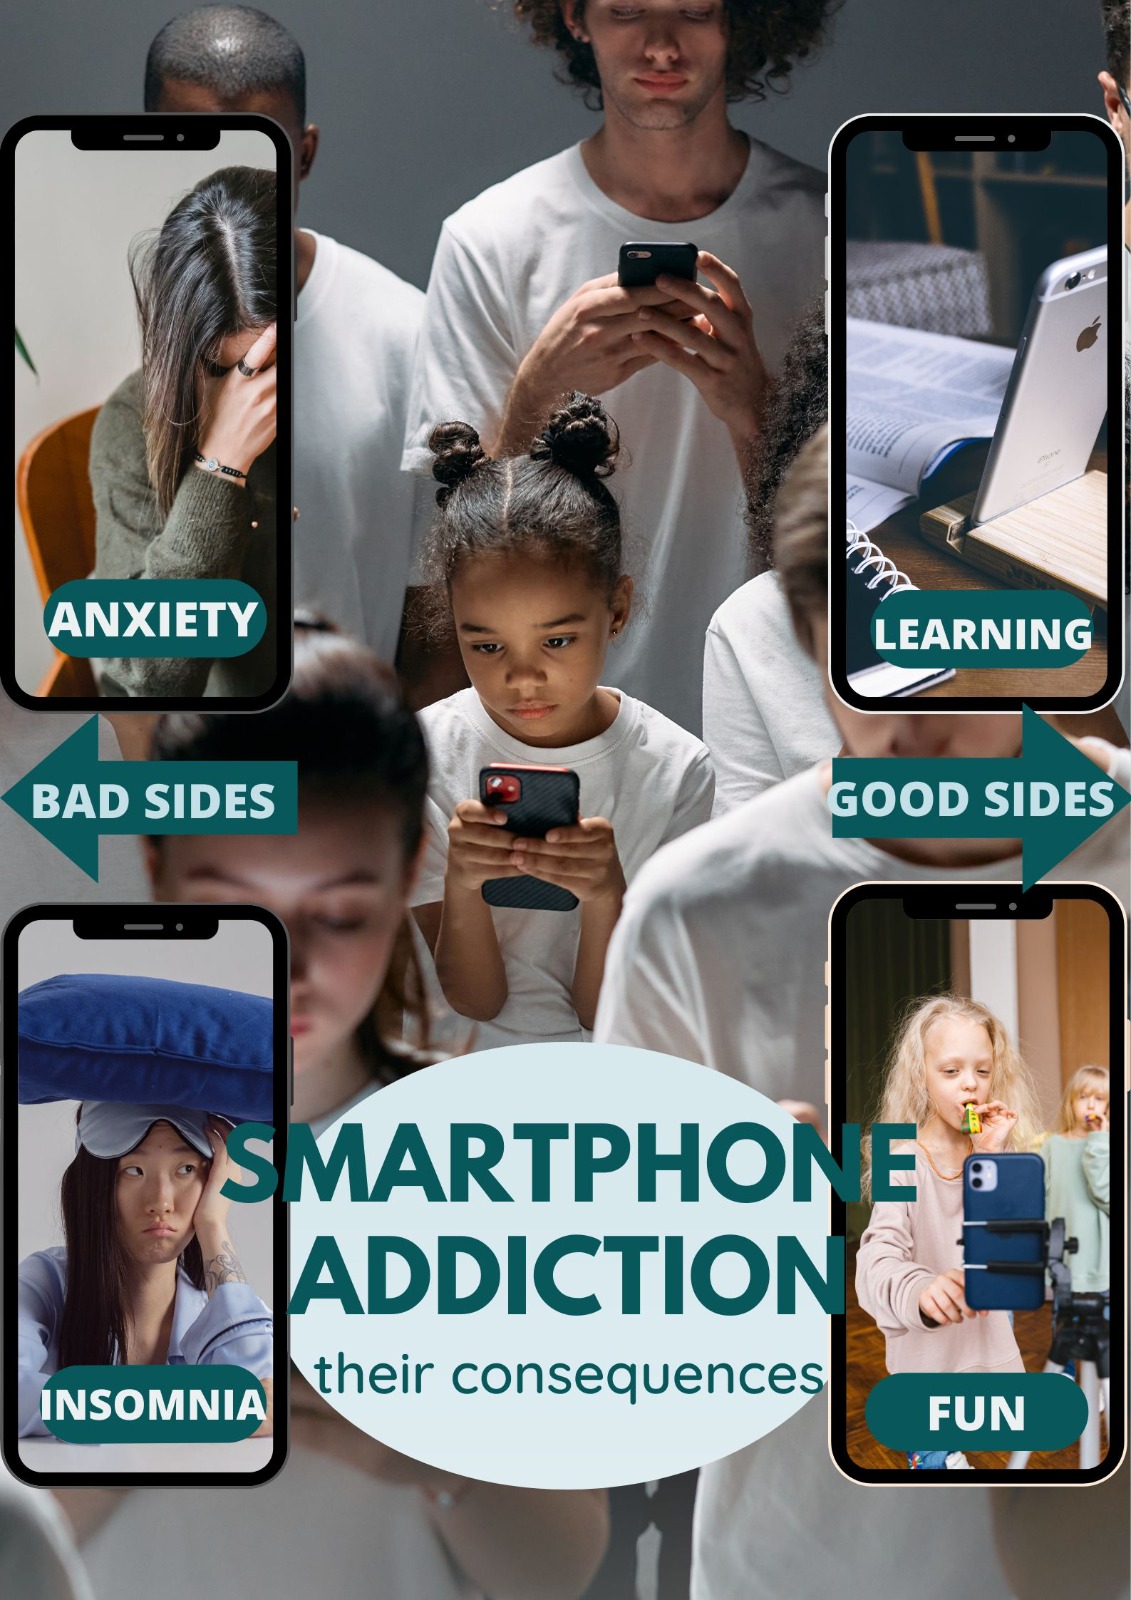 ANXIETY
LEARNING
BAD SIDES
GOOD SIDES
SMARTPHONE
ADDICTION
their consequences
INSOMNIA
FUN